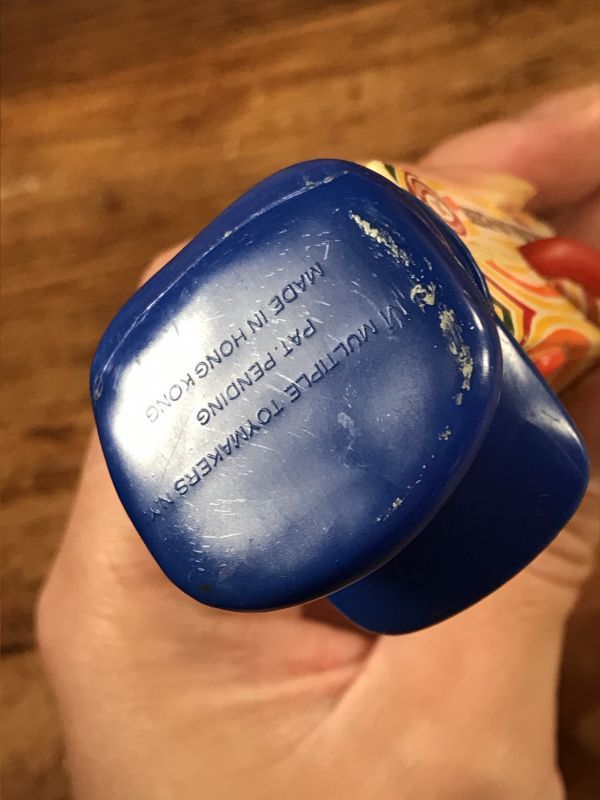 M MULTIPLE TOYMAKERS N.Y.
PAT. PENDING
MADE IN HONG KONG